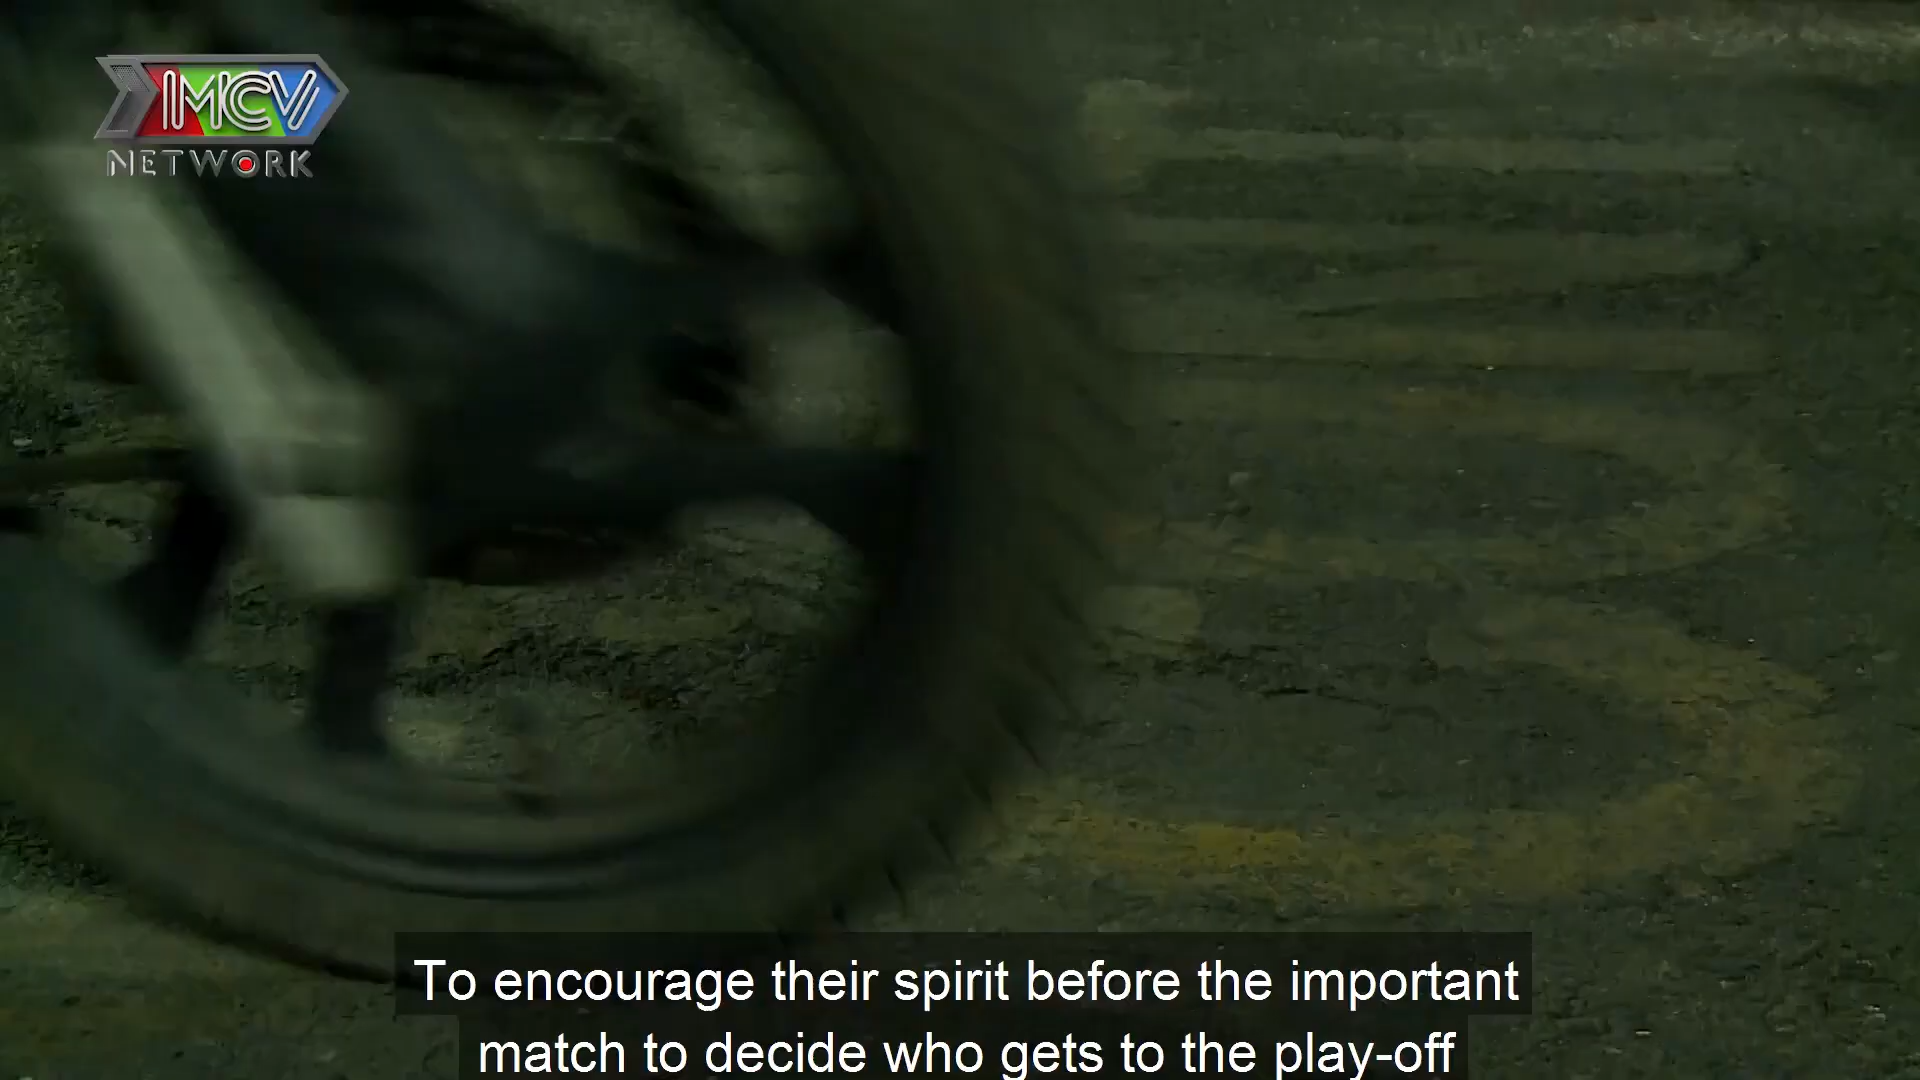 MCV
NETWORK
To encourage their spirit before the important
match to decide who gets to the play-off